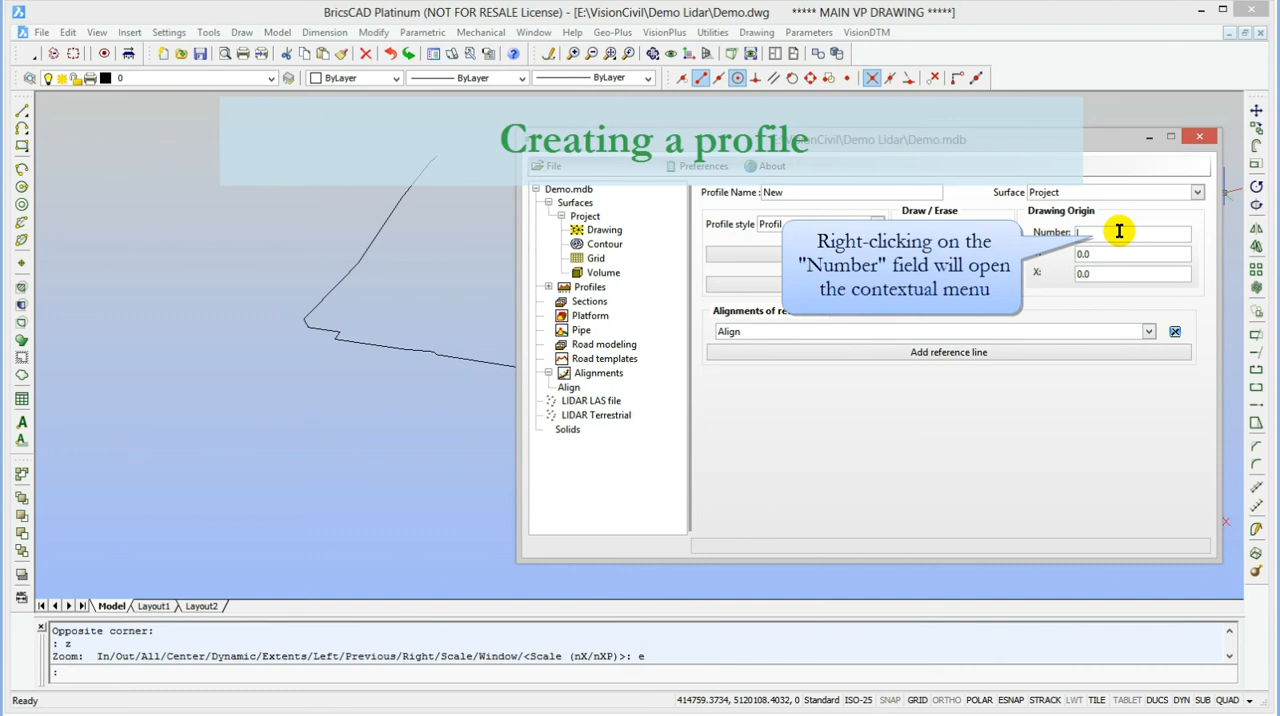 BricsCAD Platinum (NOT FOR RESALE License) - [E:\VisionCivil\Demo Lidar\Demo.dwg ***** MAIN VP DRAWING *****]
File Edit View Insert Settings Tools Draw Model Dimension Modify Parametric Mechanical Window Help Geo-Plus VisionPlus Utilities Drawing Parameters VisionDTM
0 ByLayer ByLayer ByLayer
Creating a profile
E:\VisionCivil\Demo Lidar\Demo.mdb
File Preferences About
Demo.mdb
Surfaces
Project
Drawing
Contour
Grid
Volume
Profiles
Sections
Platform
Pipe
Road modeling
Road templates
Alignments
Align
LIDAR LAS file
LIDAR Terrestrial
Solids
Profile Name : New Surface Project
Profile style Profil Draw / Erase Drawing Origin
Number:
0.0
X: 0.0
Right-clicking on the
"Number" field will open
the contextual menu
Alignments of re
Align
Add reference line
Model Layout1 Layout2
Opposite corner:
: z
Zoom: In/Out/All/Center/Dynamic/Extents/Left/Previous/Right/Scale/Window/<Scale (nX/nXP)>: e
:
Ready 414759.3734, 5120108.4032, 0 Standard ISO-25 SNAP GRID ORTHO POLAR ESNAP STRACK LWT TILE TABLET DUCS DYN SUB QUAD